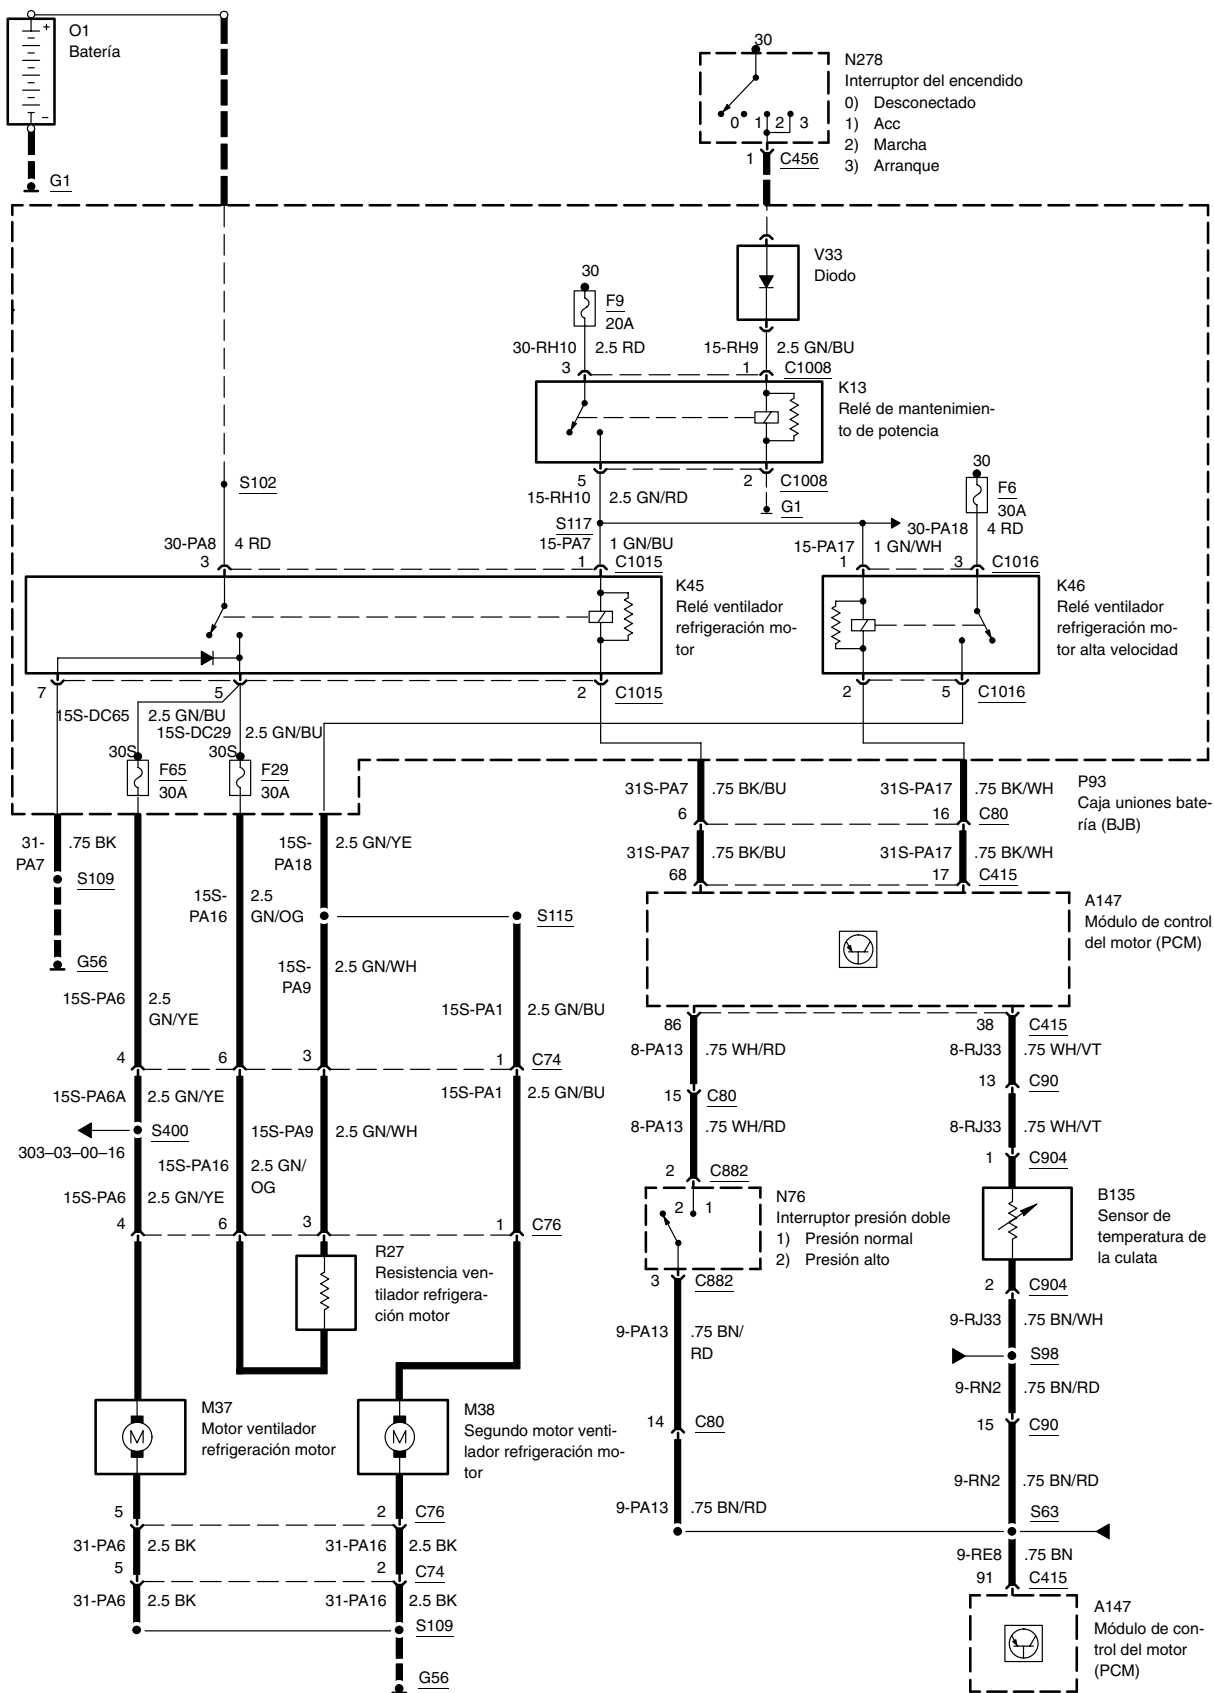 O1
Batería
+
–
G1
30
N278
Interruptor del encendido
0) Desconectado
1) Acc
2) Marcha
3) Arranque
0 1 2 3
1 C456
V33
Diodo
30
F9
20A
30-RH10 2.5 RD
15-RH9 2.5 GN/BU
3 1 C1008
K13
Relé de mantenimien-
to de potencia
5 2 C1008
15-RH10 2.5 GN/RD
G1
30
F6
30A
S102
S117
30-PA18 4 RD
30-PA8 4 RD
15-PA7 1 GN/BU
15-PA17 1 GN/WH
3 1 C1015
1 3 C1016
K45
Relé ventilador
refrigeración mo-
tor
K46
Relé ventilador
refrigeración mo-
tor alta velocidad
7 5 2 C1015
2 5 C1016
15S-DC65 2.5 GN/BU
15S-DC29 2.5 GN/BU
30S 30S
F65
30A
F29
30A
P93
Caja uniones bate-
ría (BJB)
31S-PA7 .75 BK/BU
31S-PA17 .75 BK/WH
6 16 C80
31S-PA7 .75 BK/BU
31S-PA17 .75 BK/WH
68 17 C415
31-
PA7
.75 BK
S109
G56
15S-
PA18
2.5 GN/YE
15S-
PA16
2.5
GN/OG
S115
A147
Módulo de control
del motor (PCM)
15S-
PA9
2.5 GN/WH
15S-PA6 2.5
GN/YE
15S-PA1 2.5 GN/BU
86 38 C415
8-PA13 .75 WH/RD
8-RJ33 .75 WH/VT
4 6 3 1 C74
15 C80
13 C90
15S-PA6A 2.5 GN/YE
15S-PA1 2.5 GN/BU
8-PA13 .75 WH/RD
8-RJ33 .75 WH/VT
S400
303–03–00–16
15S-PA9 2.5 GN/WH
15S-PA16 2.5 GN/
OG
15S-PA6 2.5 GN/YE
2 C882
1 C904
4 6 3 1 C76
2 1
N76
Interruptor presión doble
1) Presión normal
2) Presión alto
B135
Sensor de
temperatura de
la culata
R27
Resistencia ven-
tilador refrigera-
ción motor
3 C882
2 C904
9-PA13 .75 BN/
RD
9-RJ33 .75 BN/WH
S98
9-RN2 .75 BN/RD
M37
Motor ventilador
refrigeración motor
M
M38
Segundo motor venti-
lador refrigeración mo-
tor
M
14 C80
15 C90
9-PA13 .75 BN/RD
9-RN2 .75 BN/RD
5 2 C76
S63
31-PA6 2.5 BK
31-PA16 2.5 BK
9-RE8 .75 BN
5 2 C74
91 C415
31-PA6 2.5 BK
31-PA16 2.5 BK
S109
G56
A147
Módulo de con-
trol del motor
(PCM)